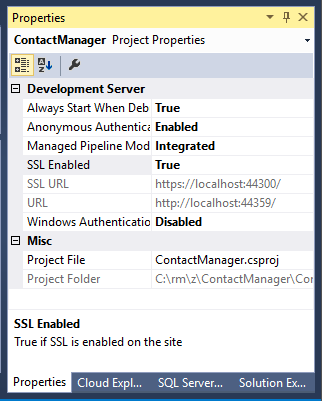 Properties
ContactManager Project Properties
Development Server
Always Start When Deb True
Anonymous Authentica Enabled
Managed Pipeline Mod Integrated
SSL Enabled True
SSL URL https://localhost:44300/
URL http://localhost:44359/
Windows Authentication Disabled
Misc
Project File ContactManager.csproj
Project Folder C:\rm\z\ContactManager\Con
SSL Enabled
True if SSL is enabled on the site
Properties Cloud Expl... SQL Server... Solution Ex...